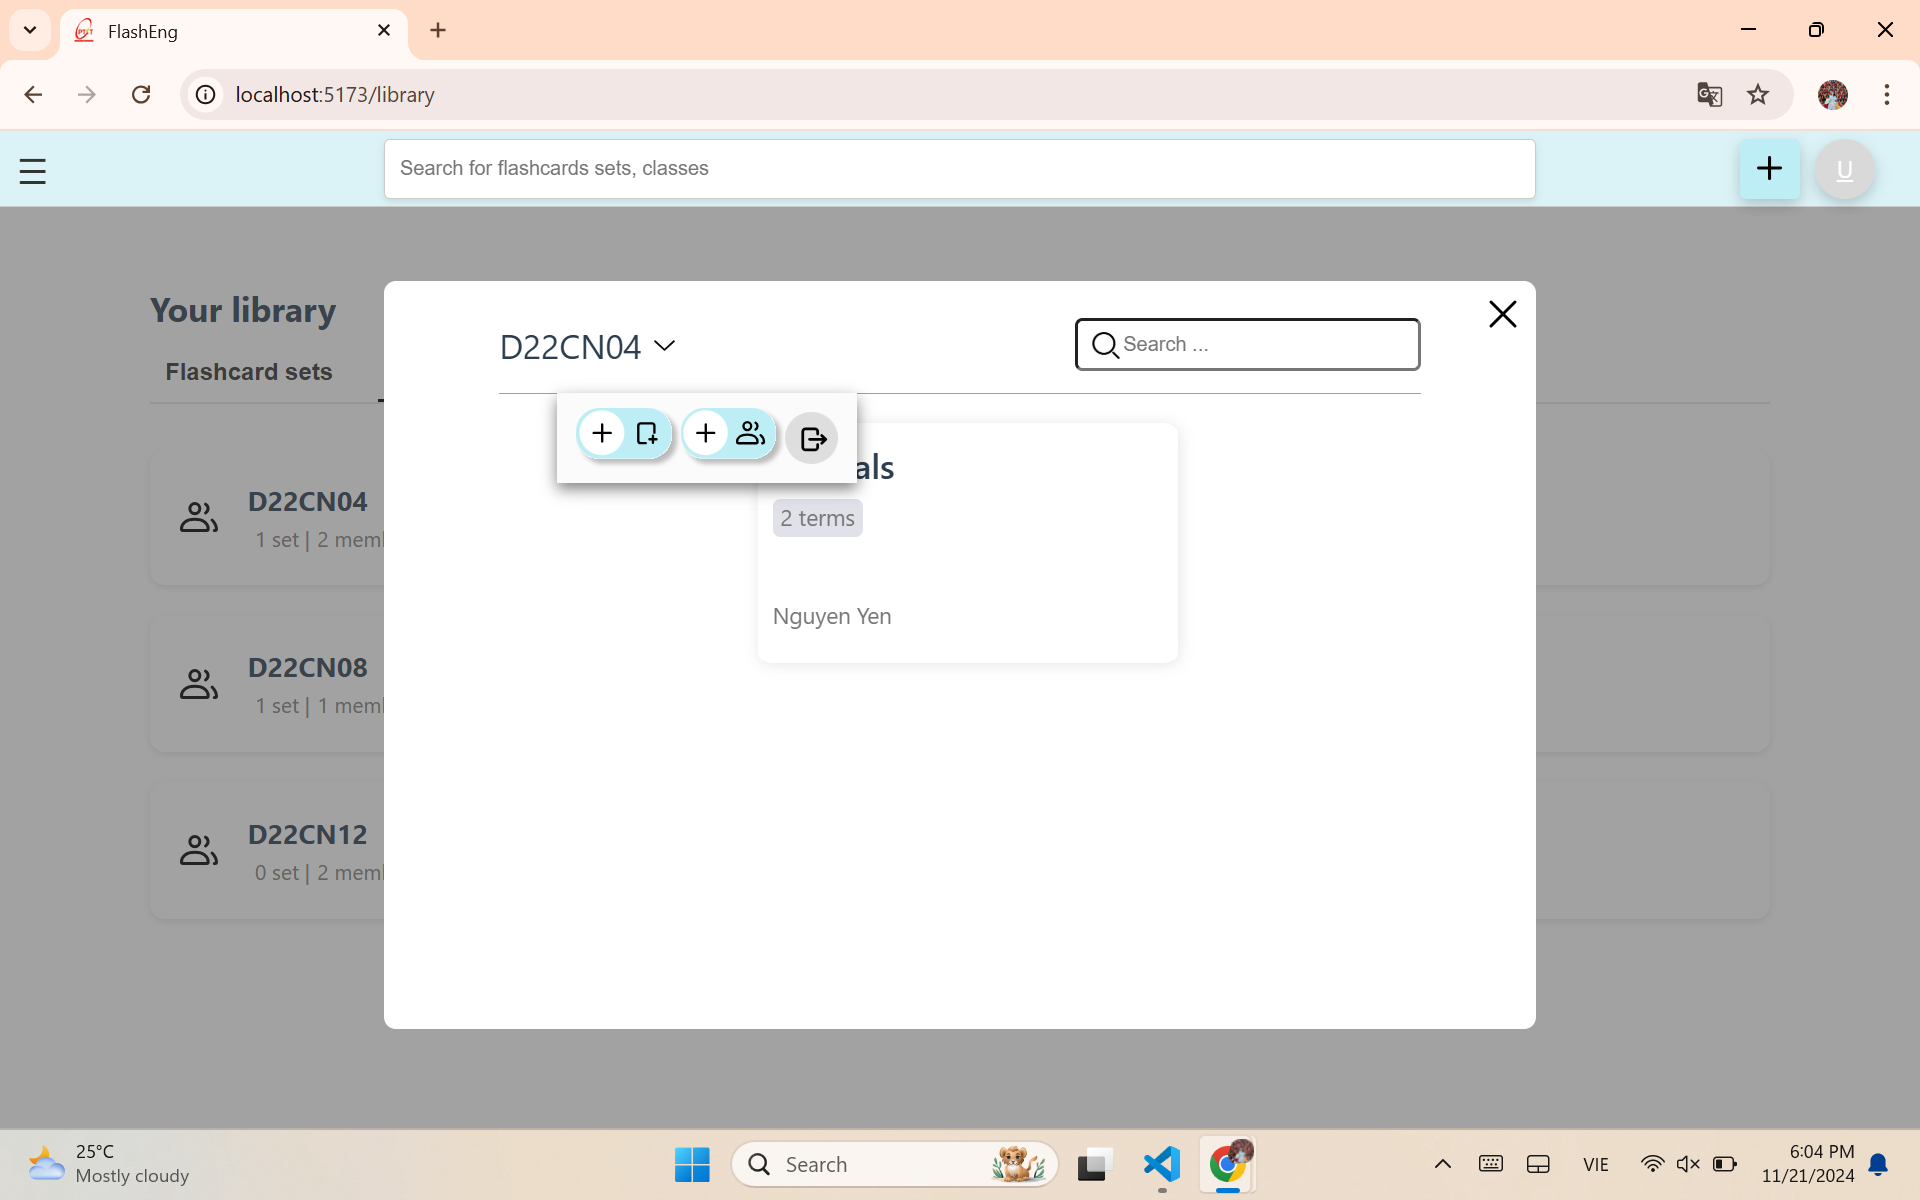 FlashEng
localhost:5173/library
Search for flashcards sets, classes
U
Your library
Flashcard sets
D22CN04
Search ...
als
2 terms
Nguyen Yen
D22CN04
1 set | 2 mem
D22CN08
1 set | 1 mem
D22CN12
0 set | 2 mem
25°C
Mostly cloudy
Search
VIE
6:04 PM
11/21/2024